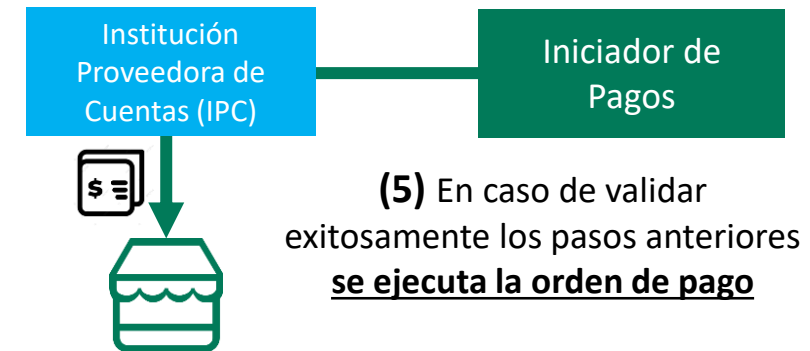 Institución
Proveedora de
Cuentas (IPC)
Iniciador de
Pagos
$
(5) En caso de validar
exitosamente los pasos anteriores
se ejecuta la orden de pago